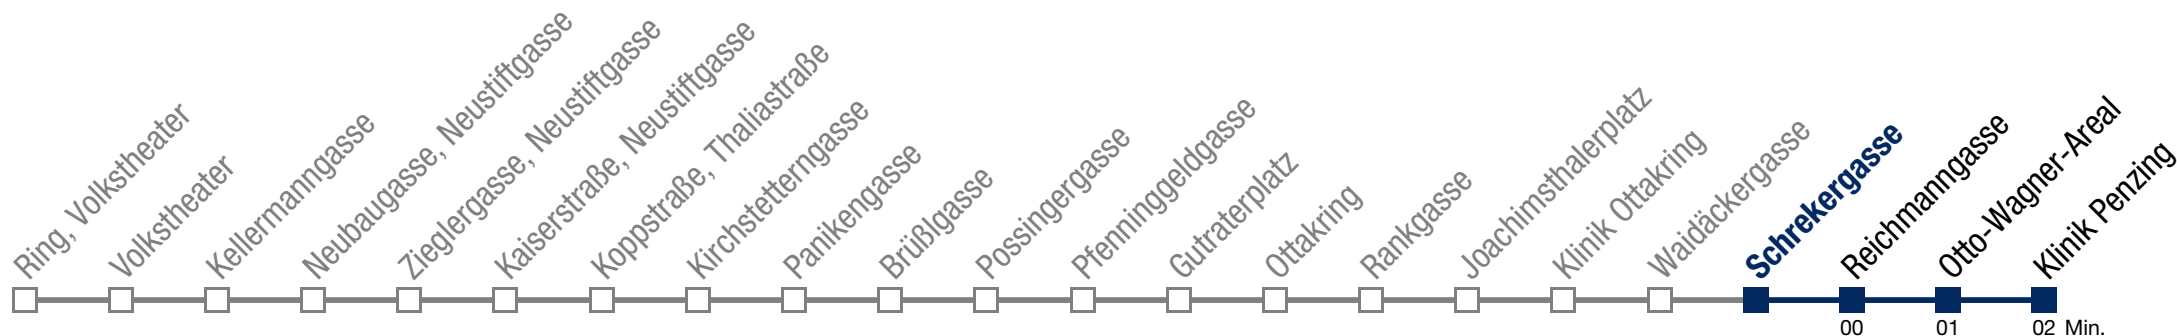 Ring, Volkstheater
Volkstheater
Kellermanngasse
Neubaugasse, Neustiftgasse
Zieglergasse, Neustiftgasse
Kaiserstraße, Neustiftgasse
Koppstraße, Thaliastraße
Kirchstetterngasse
Panikengasse
Brüßlgasse
Possingergasse
Pfenninggeldgasse
Gutraterplatz
Ottakring
Rankgasse
Joachimsthalerplatz
Klinik Ottakring
Waidäckergasse
Schrekergasse
Reichmanngasse
Otto-Wagner-Areal
Klinik Penzing
00 01 02 Min.